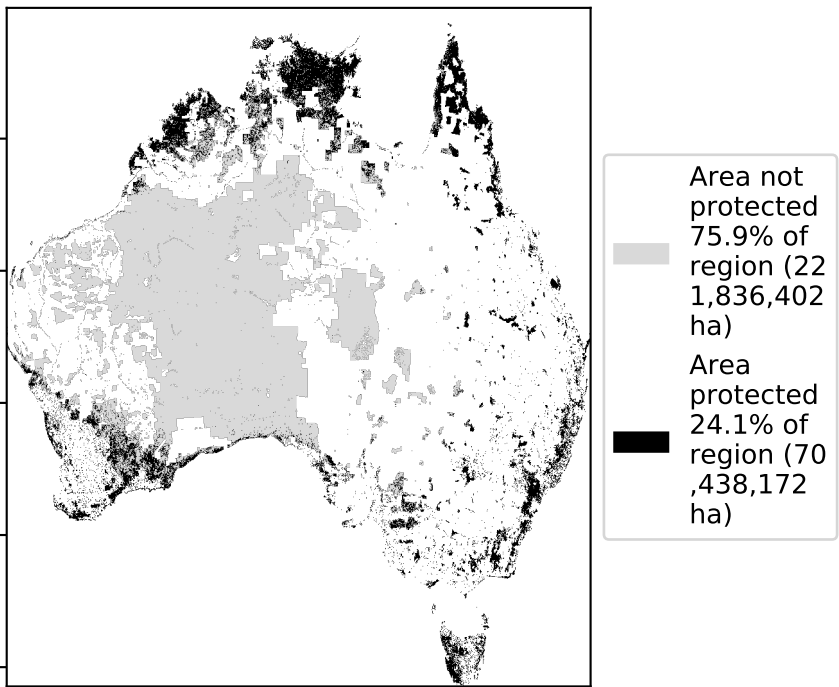 Area not
protected
75.9% of
region (22
1,836,402
ha)
Area
protected
24.1% of
region (70
,438,172
ha)